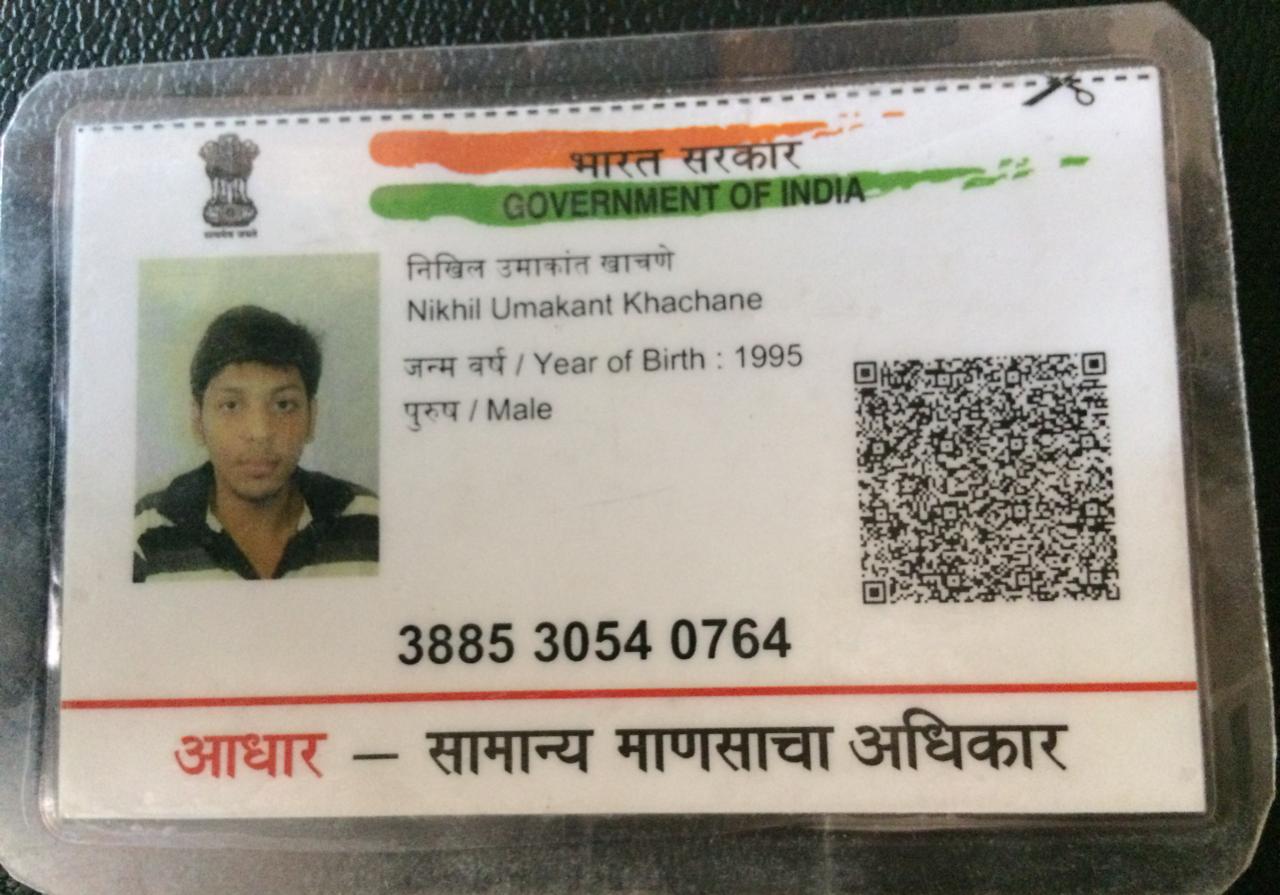 भारत सरकार
GOVERNMENT OF INDIA
सत्यमेव जयते
निखिल उमाकांत खाचणे
Nikhil Umakant Khachane
जन्म वर्ष / Year of Birth : 1995
पुरुष / Male
3885 3054 0764
आधार — सामान्य माणसाचा अधिकार